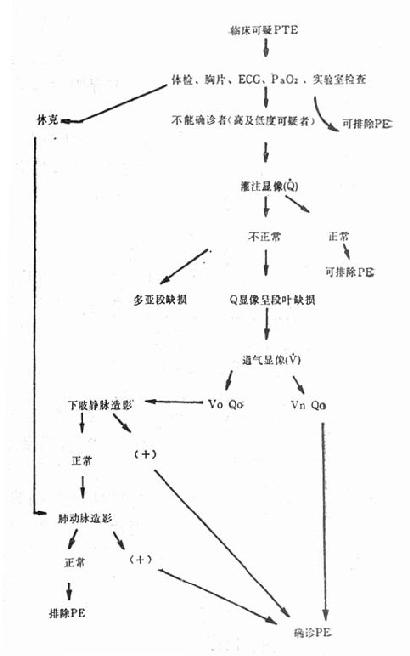 临床可疑PTE
体检、胸片、ECG、PaO₂、实验室检查
休克
不能确诊者(高及低度可疑者)
可排除PE
灌注显像(Q̇)
不正常
正常
可排除PE
多亚段缺损
Q显像呈段叶缺损
通气显像(V̇)
下肢静脉造影
Vo Qo
Vn Qo
正常
(+)
肺动脉造影
正常
(+)
排除PE
确诊PE